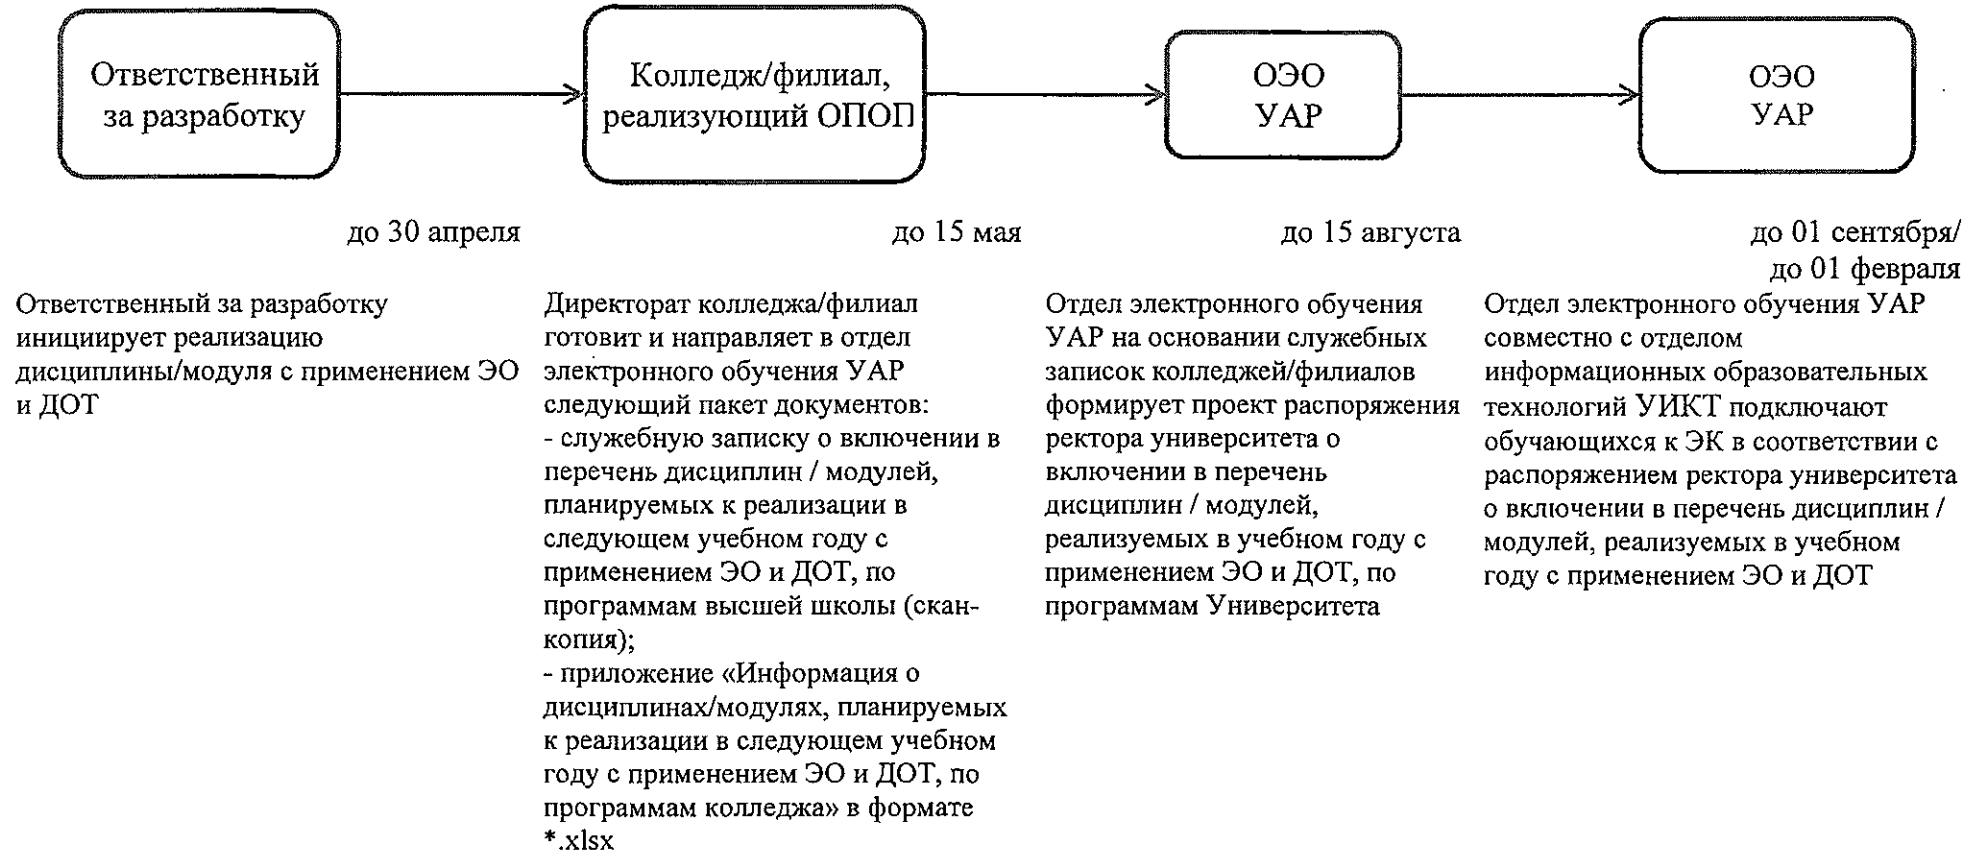 Ответственный
за разработку
Колледж/филиал,
реализующий ОПОП
ОЭО
УАР
ОЭО
УАР
до 30 апреля
до 15 мая
до 15 августа
до 01 сентября/
до 01 февраля
Ответственный за разработку
инициирует реализацию
дисциплины/модуля с применением ЭО
и ДОТ
Директорат колледжа/филиал
готовит и направляет в отдел
электронного обучения УАР
следующий пакет документов:
- служебную записку о включении в
перечень дисциплин / модулей,
планируемых к реализации в
следующем учебном году с
применением ЭО и ДОТ, по
программам высшей школы (скан-
копия);
- приложение «Информация о
дисциплинах/модулях, планируемых
к реализации в следующем учебном
году с применением ЭО и ДОТ, по
программам колледжа» в формате
*.xlsx
Отдел электронного обучения
УАР на основании служебных
записок колледжей/филиалов
формирует проект распоряжения
ректора университета о
включении в перечень
дисциплин / модулей,
реализуемых в учебном году с
применением ЭО и ДОТ, по
программам Университета
Отдел электронного обучения УАР
совместно с отделом
информационных образовательных
технологий УИКТ подключают
обучающихся к ЭК в соответствии с
распоряжением ректора университета
о включении в перечень дисциплин /
модулей, реализуемых в учебном
году с применением ЭО и ДОТ